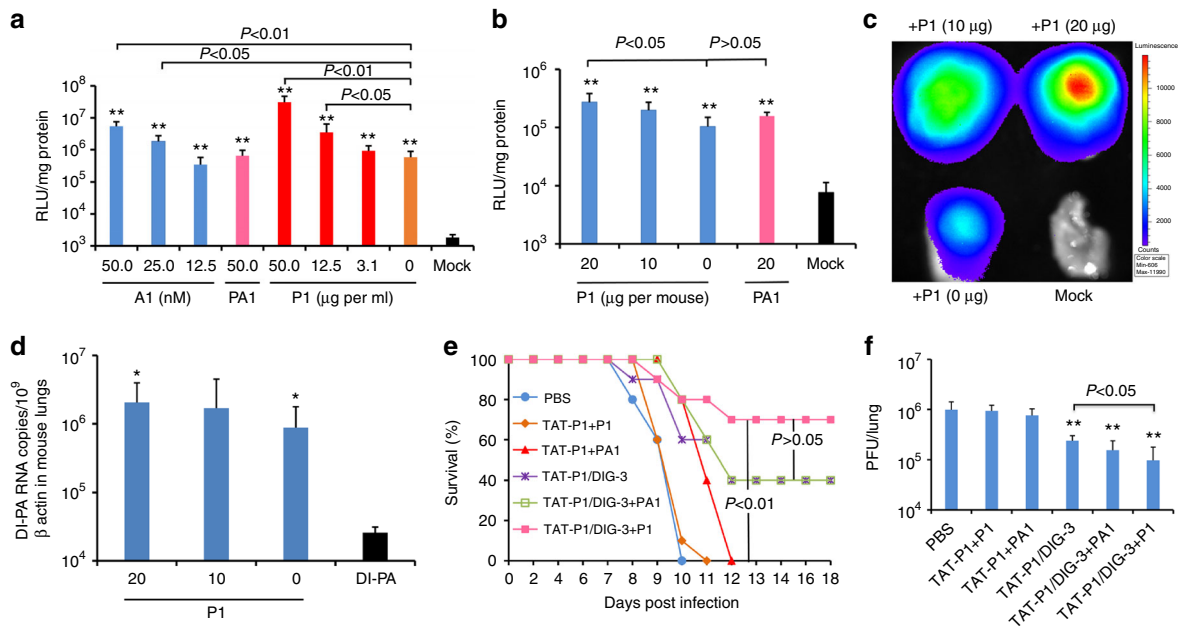 a
P<0.01
P<0.05
P<0.01
P<0.05
RLU/mg protein
10^8
10^7
10^6
10^5
10^4
10^3
** ** ** ** ** ** ** **
50.0 25.0 12.5 50.0 50.0 12.5 3.1 0 Mock
A1 (nM) PA1 P1 (μg per ml)
b
P<0.05 P>0.05
RLU/mg protein
10^6
10^5
10^4
10^3
** ** ** **
20 10 0 20 Mock
P1 (μg per mouse) PA1
c
+P1 (10 μg) +P1 (20 μg)
Luminescence
10000
8000
6000
4000
2000
Counts
Color scale
Min-606
Max-11990
+P1 (0 μg) Mock
d
DI-PA RNA copies/10^9
β actin in mouse lungs
10^7
10^6
10^5
10^4
* *
20 10 0 DI-PA
P1
e
Survival (%)
100
80
60
40
20
0
PBS
TAT-P1+P1
TAT-P1+PA1
TAT-P1/DIG-3
TAT-P1/DIG-3+PA1
TAT-P1/DIG-3+P1
P>0.05
P<0.01
0 2 4 6 7 8 9 10 11 12 13 14 16 18
Days post infection
f
P<0.05
PFU/lung
10^6
10^5
10^4
** ** **
PBS
TAT-P1+P1
TAT-P1+PA1
TAT-P1/DIG-3
TAT-P1/DIG-3+PA1
TAT-P1/DIG-3+P1